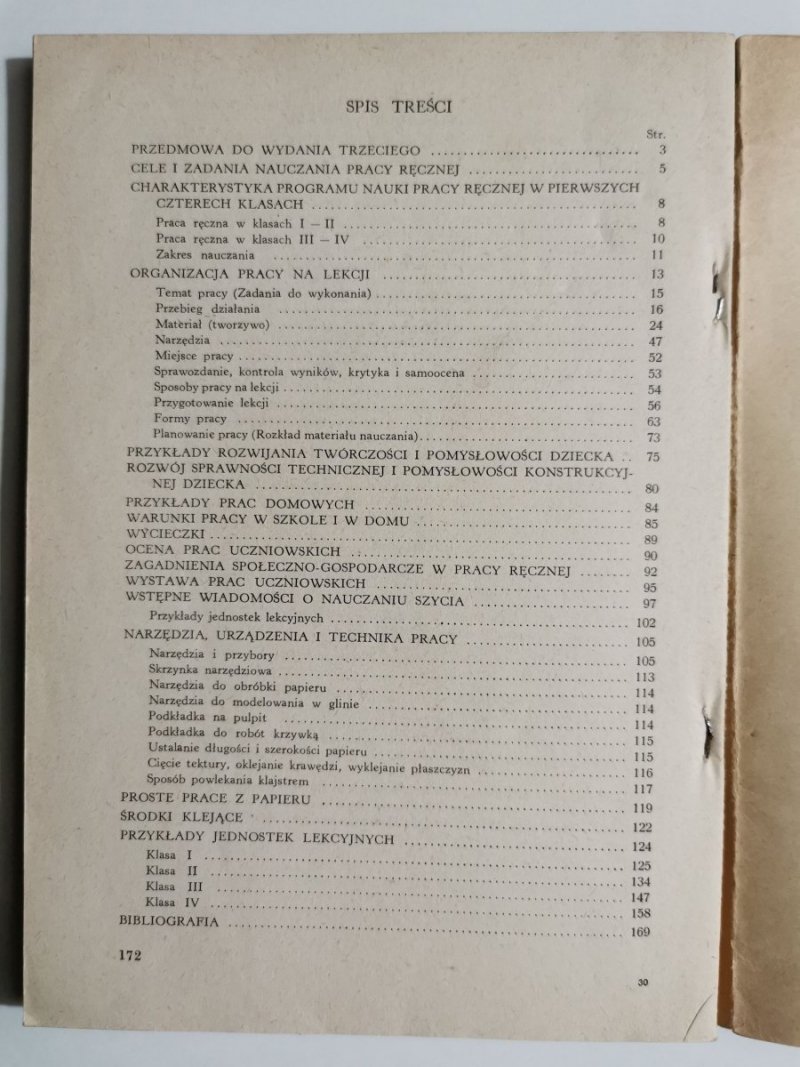 SPIS TREŚCI
Str.
PRZEDMOWA DO WYDANIA TRZECIEGO ........ 3
CELE I ZADANIA NAUCZANIA PRACY RĘCZNEJ ........ 5
CHARAKTERYSTYKA PROGRAMU NAUKI PRACY RĘCZNEJ W PIERWSZYCH
CZTERECH KLASACH ........ 8
Praca ręczna w klasach I — II ........ 8
Praca ręczna w klasach III — IV ........ 10
Zakres nauczania ........ 11
ORGANIZACJA PRACY NA LEKCJI ........ 13
Temat pracy (Zadania do wykonania) ........ 15
Przebieg działania ........ 16
Materiał (tworzywo) ........ 24
Narzędzia ........ 47
Miejsce pracy ........ 52
Sprawozdanie, kontrola wyników, krytyka i samoocena ........ 53
Sposoby pracy na lekcji ........ 54
Przygotowanie lekcji ........ 56
Formy pracy ........ 63
Planowanie pracy (Rozkład materiału nauczania) ........ 73
PRZYKŁADY ROZWIJANIA TWÓRCZOŚCI I POMYSŁOWOŚCI DZIECKA .. 75
ROZWÓJ SPRAWNOŚCI TECHNICZNEJ I POMYSŁOWOŚCI KONSTRUKCYJ-
NEJ DZIECKA ........ 80
PRZYKŁADY PRAC DOMOWYCH ........ 84
WARUNKI PRACY W SZKOLE I W DOMU ........ 85
WYCIECZKI ........ 89
OCENA PRAC UCZNIOWSKICH ........ 90
ZAGADNIENIA SPOŁECZNO-GOSPODARCZE W PRACY RĘCZNEJ ........ 92
WYSTAWA PRAC UCZNIOWSKICH ........ 95
WSTĘPNE WIADOMOŚCI O NAUCZANIU SZYCIA ........ 97
Przykłady jednostek lekcyjnych ........ 102
NARZĘDZIA, URZĄDZENIA I TECHNIKA PRACY ........ 105
Narzędzia i przybory ........ 105
Skrzynka narzędziowa ........ 113
Narzędzia do obróbki papieru ........ 114
Narzędzia do modelowania w glinie ........ 114
Podkładka na pulpit ........ 114
Podkładka do robót krzywką ........ 115
Ustalanie długości i szerokości papieru ........ 115
Cięcie tektury, oklejanie krawędzi, wyklejanie płaszczyzn ........ 116
Sposób powlekania klajstrem ........ 117
PROSTE PRACE Z PAPIERU ........ 119
ŚRODKI KLEJĄCE ........ 122
PRZYKŁADY JEDNOSTEK LEKCYJNYCH ........ 124
Klasa I ........ 125
Klasa II ........ 134
Klasa III ........ 147
Klasa IV ........ 158
BIBLIOGRAFIA ........ 169
172
30